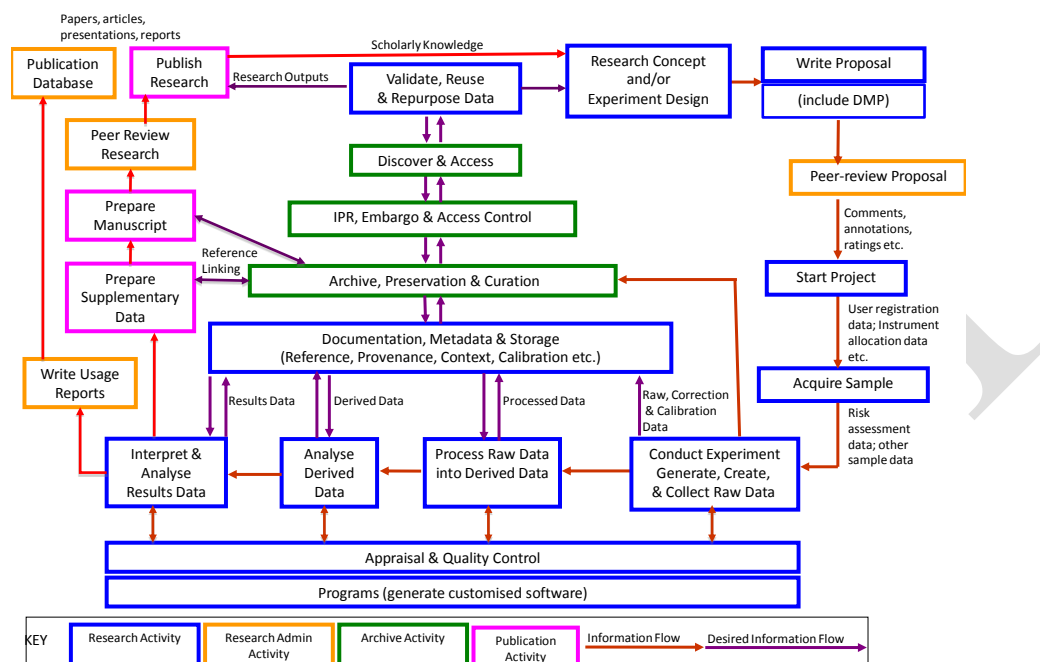 Papers, articles,
presentations, reports
Publication
Database
Publish
Research
Scholarly Knowledge
Research Outputs
Validate, Reuse
& Repurpose Data
Research Concept
and/or
Experiment Design
Write Proposal
(include DMP)
Peer Review
Research
Discover & Access
Peer-review Proposal
Prepare
Manuscript
IPR, Embargo & Access Control
Comments,
annotations,
ratings etc.
Reference
Linking
Prepare
Supplementary
Data
Archive, Preservation & Curation
Start Project
Documentation, Metadata & Storage
(Reference, Provenance, Context, Calibration etc.)
User registration
data; Instrument
allocation data
etc.
Write Usage
Reports
Results Data
Derived Data
Processed Data
Raw, Correction
& Calibration
Data
Acquire Sample
Risk
assessment
data; other
sample data
Interpret &
Analyse
Results Data
Analyse
Derived
Data
Process Raw Data
into Derived Data
Conduct Experiment
Generate, Create,
& Collect Raw Data
Appraisal & Quality Control
Programs (generate customised software)
KEY
Research Activity
Research Admin
Activity
Archive Activity
Publication
Activity
Information Flow
Desired Information Flow